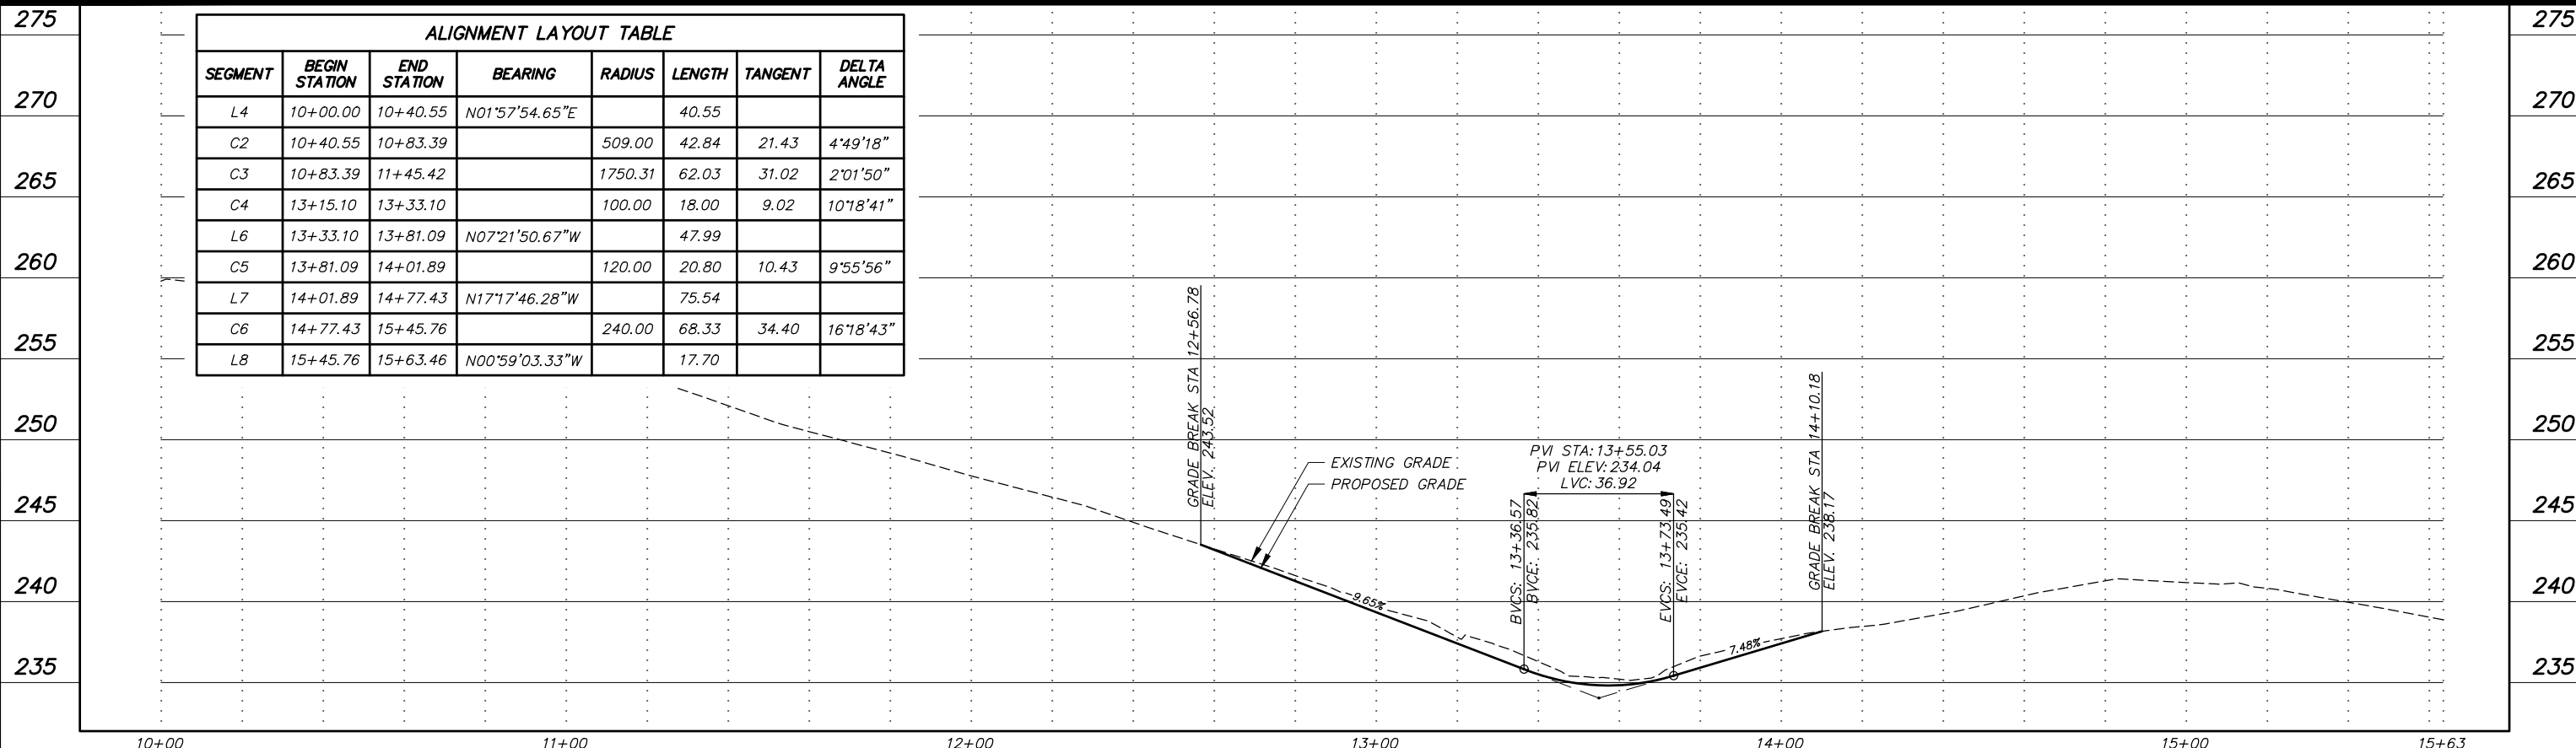 ALIGNMENT LAYOUT TABLE
SEGMENT BEGIN STATION END STATION BEARING RADIUS LENGTH TANGENT DELTA ANGLE
L4 10+00.00 10+40.55 N01°57'54.65"E 40.55
C2 10+40.55 10+83.39 509.00 42.84 21.43 4°49'18"
C3 10+83.39 11+45.42 1750.31 62.03 31.02 2°01'50"
C4 13+15.10 13+33.10 100.00 18.00 9.02 10°18'41"
L6 13+33.10 13+81.09 N07°21'50.67"W 47.99
C5 13+81.09 14+01.89 120.00 20.80 10.43 9°55'56"
L7 14+01.89 14+77.43 N17°17'46.28"W 75.54
C6 14+77.43 15+45.76 240.00 68.33 34.40 16°18'43"
L8 15+45.76 15+63.46 N00°59'03.33"W 17.70
275
270
265
260
255
250
245
240
235
GRADE BREAK STA 12+56.78
ELEV. 243.52
EXISTING GRADE
PROPOSED GRADE
9.65%
PVI STA: 13+55.03
PVI ELEV: 234.04
LVC: 36.92
BVCS: 13+36.57
BVCE: 235.82
EVCS: 13+73.49
EVCE: 235.42
7.48%
GRADE BREAK STA 14+10.18
ELEV. 238.17
275
270
265
260
255
250
245
240
235
10+00 11+00 12+00 13+00 14+00 15+00 15+63